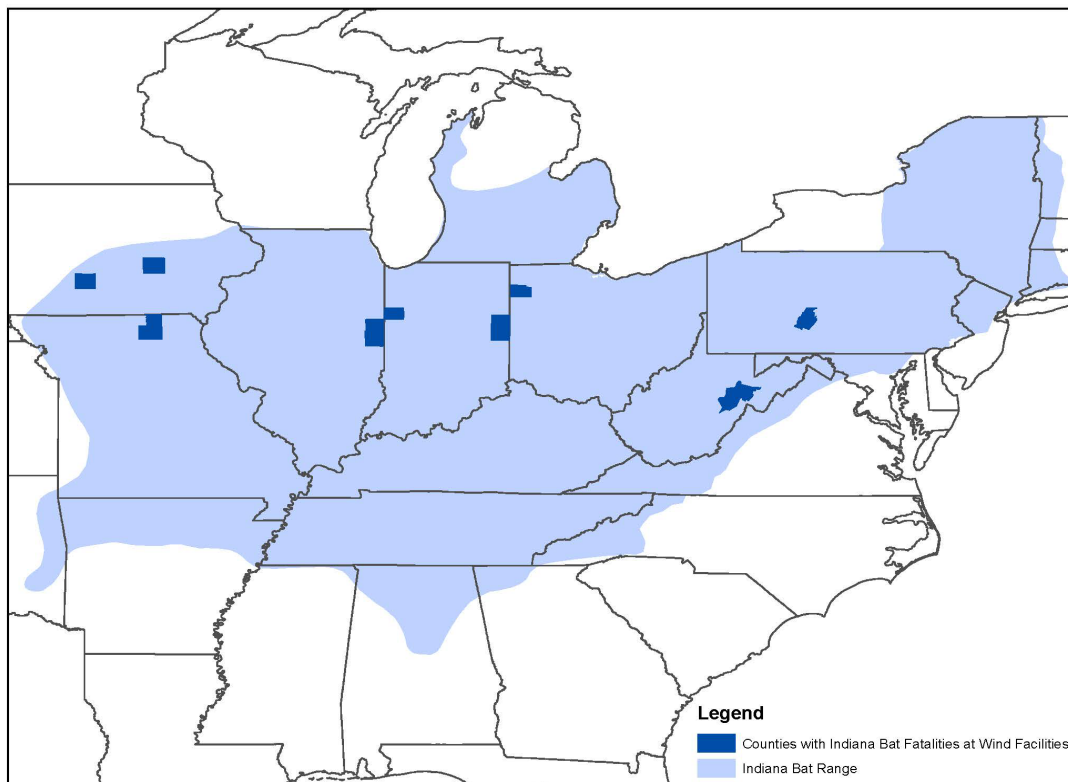 Legend
Counties with Indiana Bat Fatalities at Wind Facilities
Indiana Bat Range